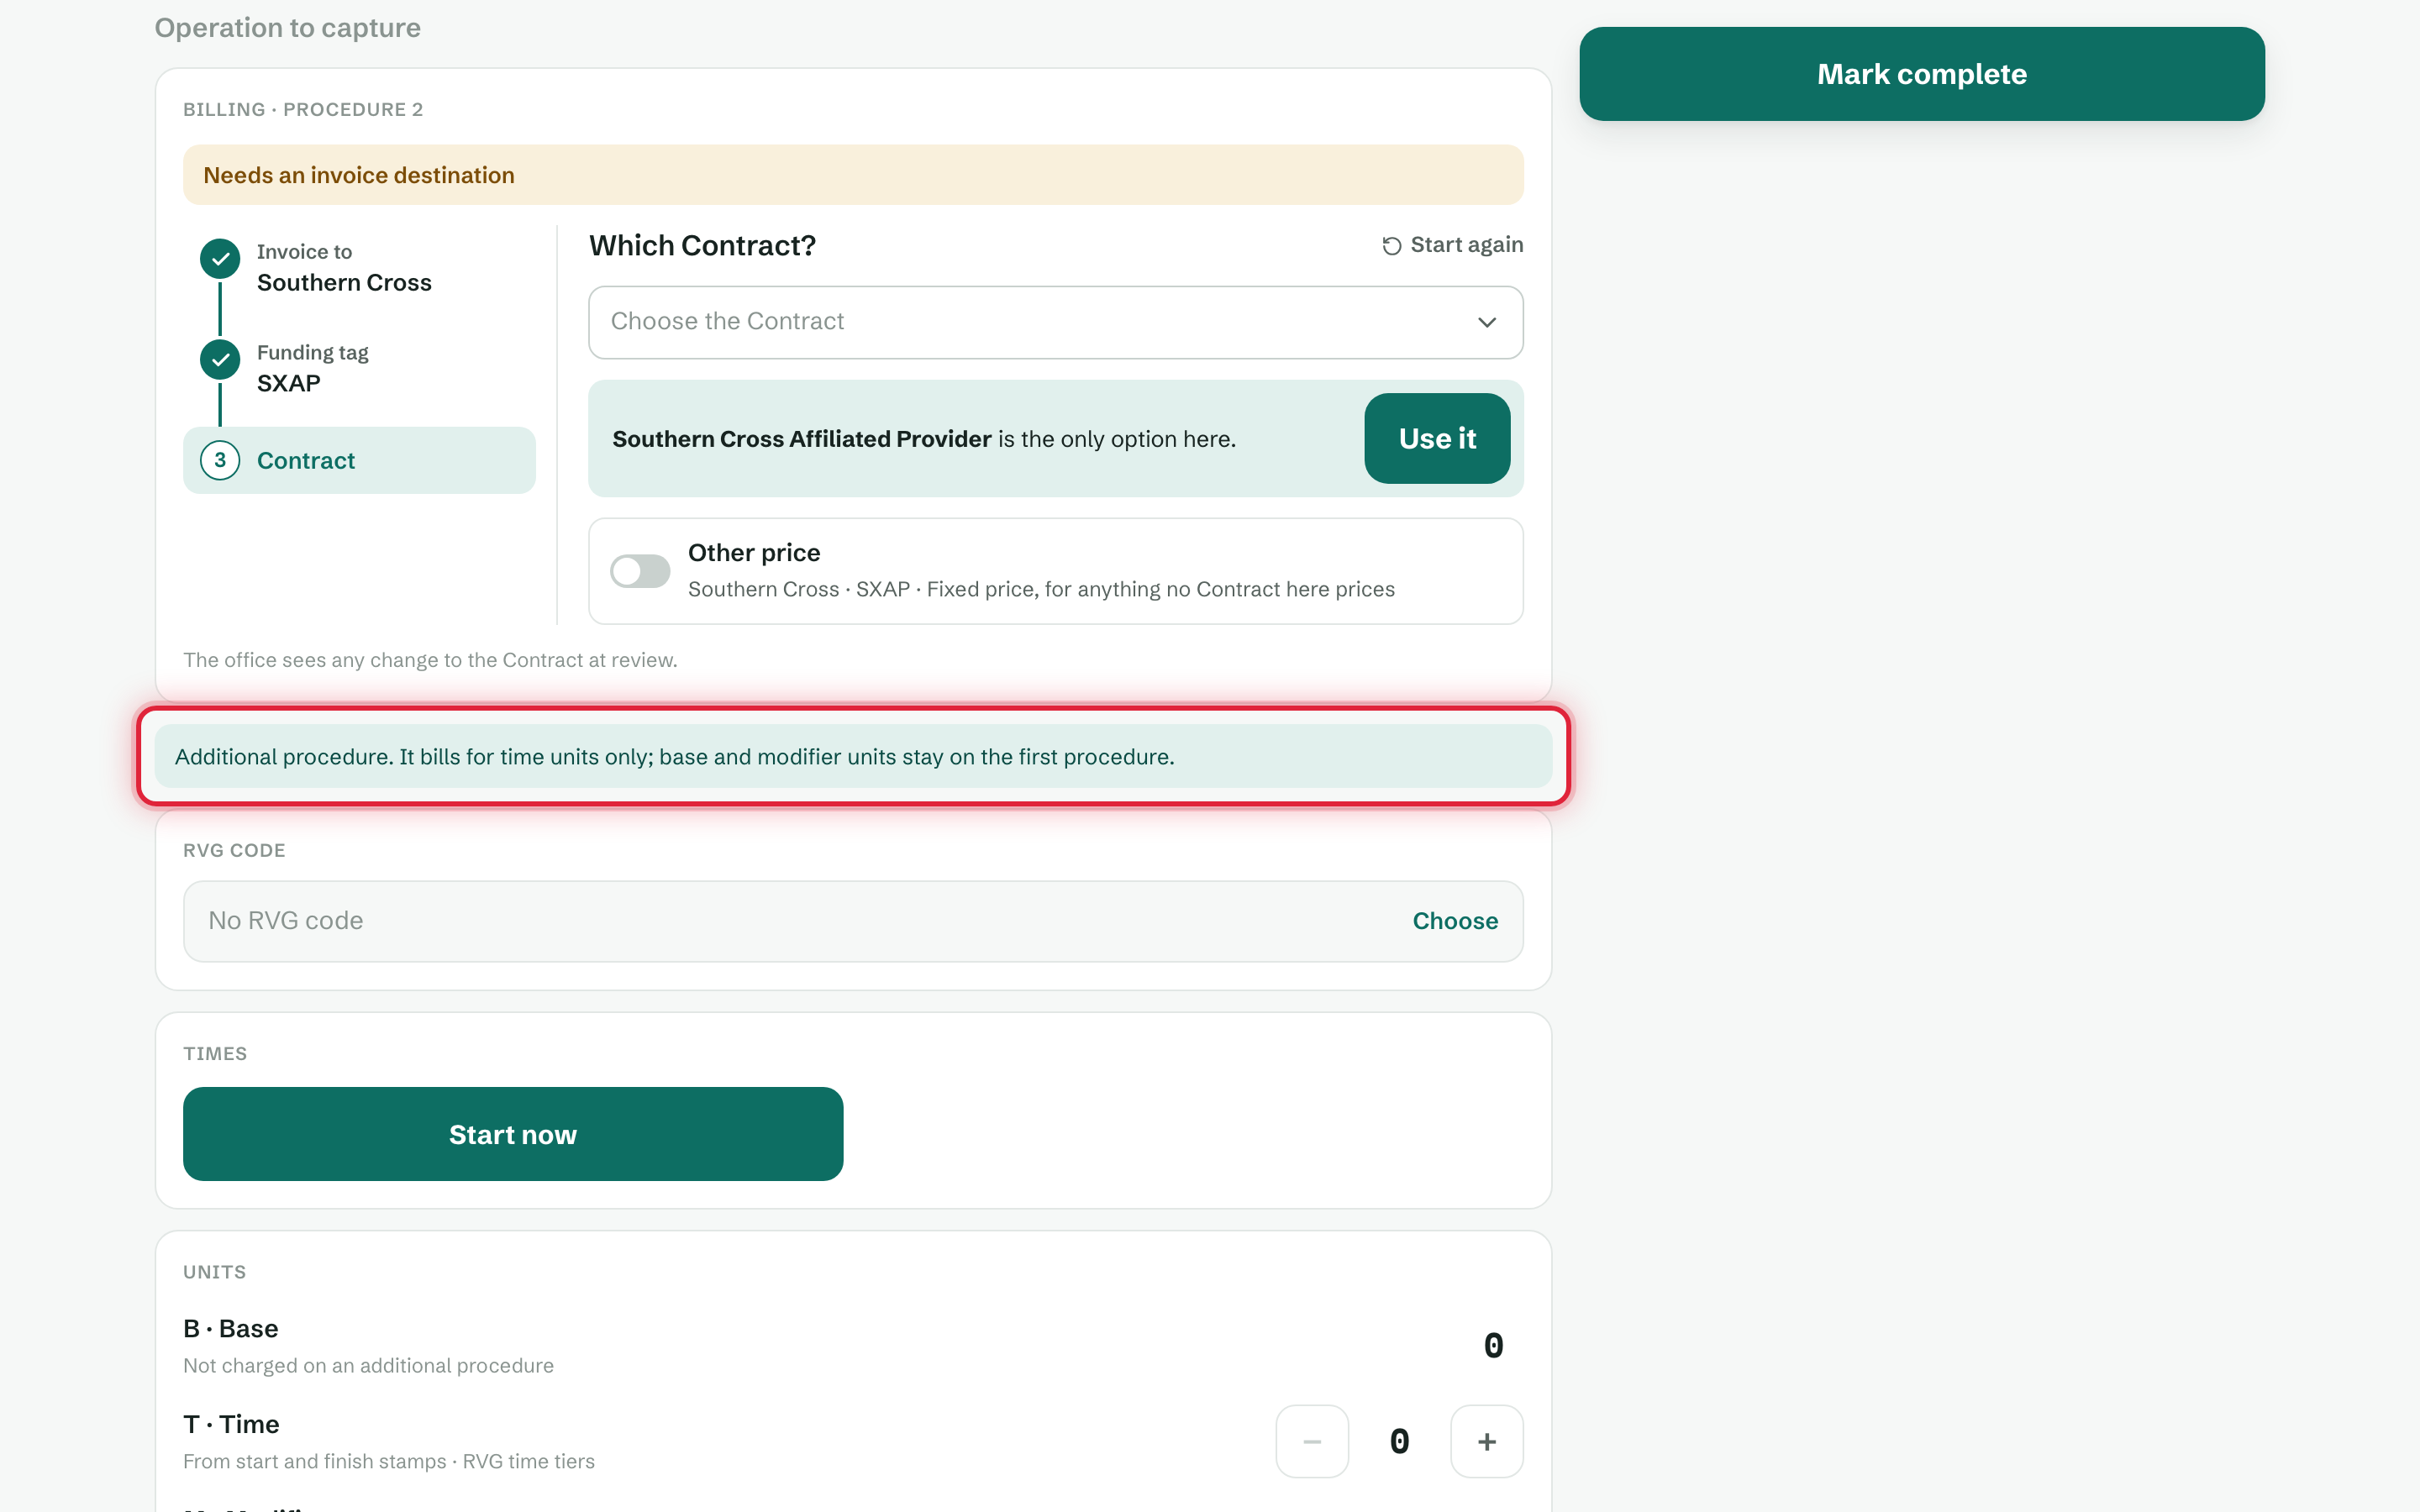 Operation to capture
Mark complete
BILLING · PROCEDURE 2
Needs an invoice destination
Invoice to
Southern Cross
Funding tag
SXAP
3
Contract
Which Contract?
Start again
Choose the Contract
Southern Cross Affiliated Provider is the only option here.
Use it
Other price
Southern Cross · SXAP · Fixed price, for anything no Contract here prices
The office sees any change to the Contract at review.
Additional procedure. It bills for time units only; base and modifier units stay on the first procedure.
RVG CODE
No RVG code
Choose
TIMES
Start now
UNITS
B · Base
0
Not charged on an additional procedure
T · Time
− 0 +
From start and finish stamps · RVG time tiers